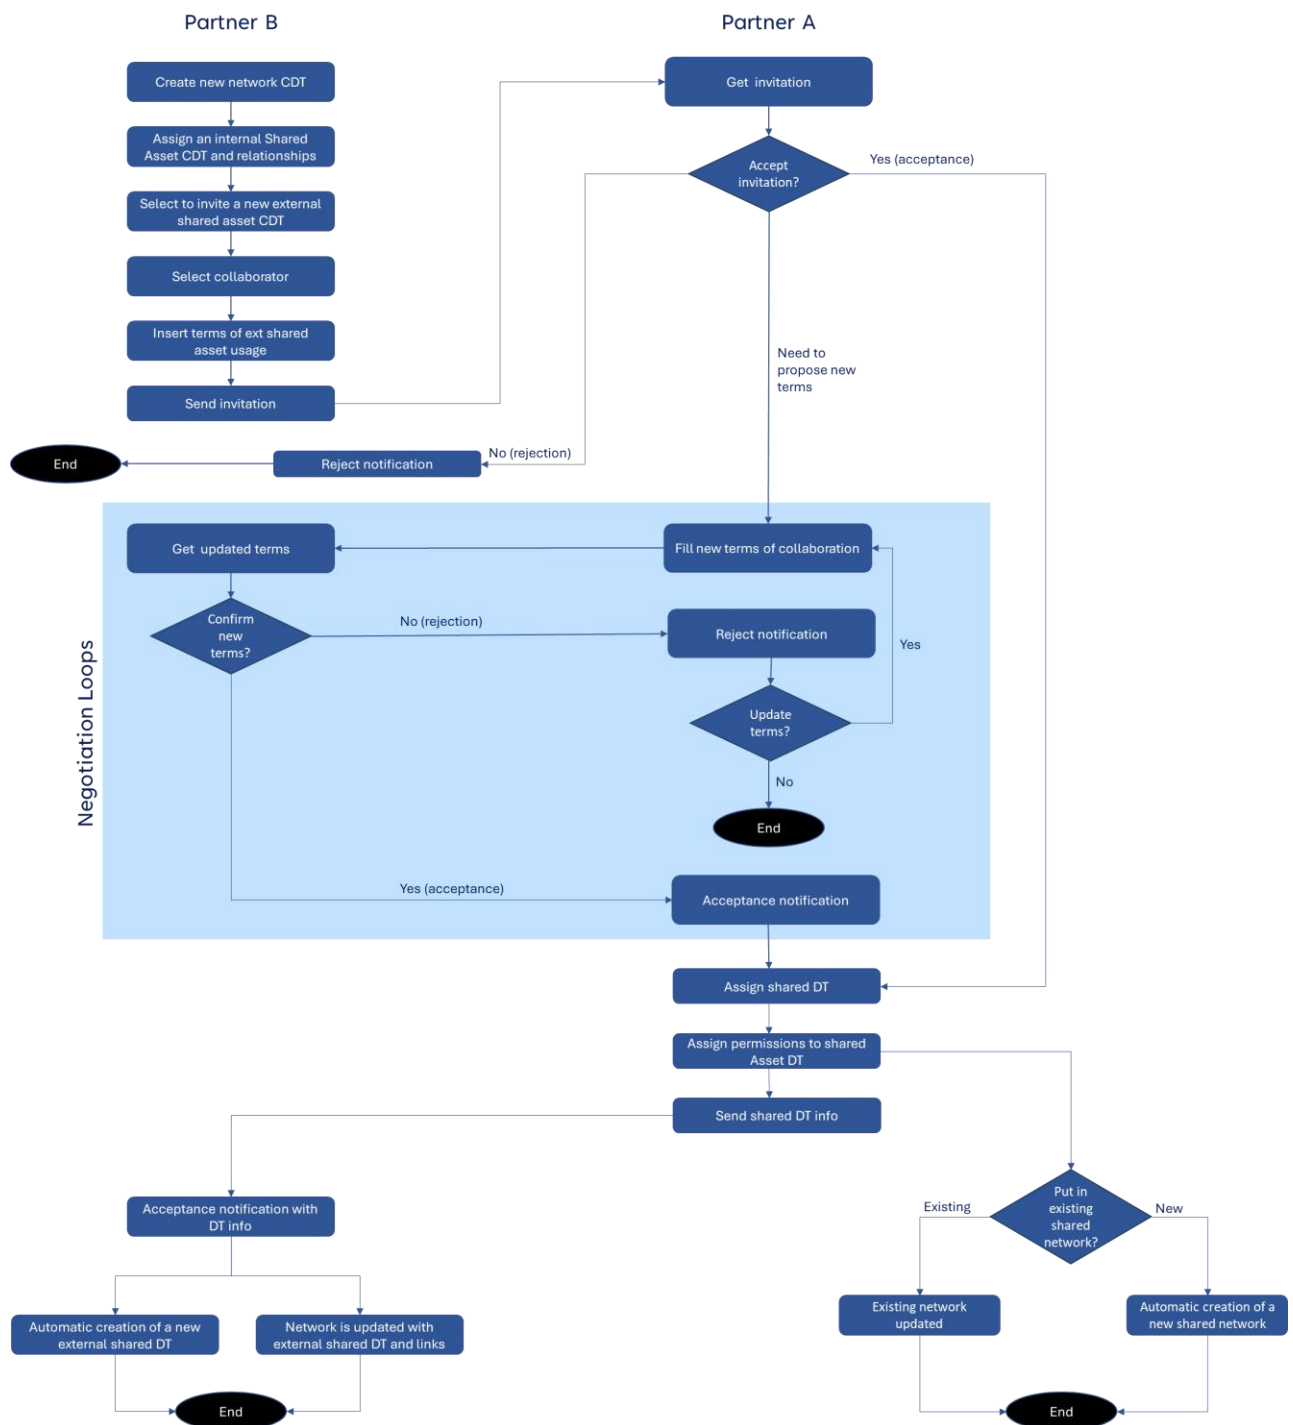 Partner B
Partner A
Create new network CDT
Get invitation
Assign an internal Shared
Asset CDT and relationships
Accept
invitation?
Yes (acceptance)
Select to invite a new external
shared asset CDT
Select collaborator
Insert terms of ext shared
asset usage
Need to
propose new
terms
Send invitation
No (rejection)
End
Reject notification
Negotiation Loops
Get updated terms
Fill new terms of collaboration
Confirm
new
terms?
No (rejection)
Reject notification
Yes
Update
terms?
No
End
Yes (acceptance)
Acceptance notification
Assign shared DT
Assign permissions to shared
Asset DT
Send shared DT info
Acceptance notification with
DT info
Existing
Put in
existing
shared
network?
New
Automatic creation of a new
external shared DT
Network is updated with
external shared DT and links
Existing network
updated
Automatic creation of a
new shared network
End
End